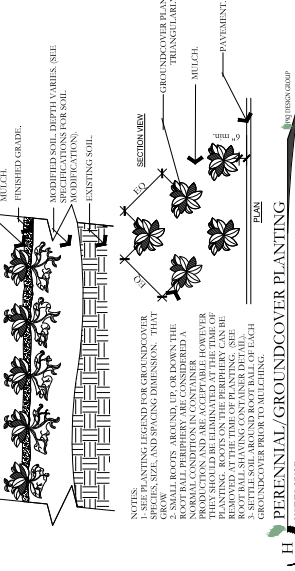 MULCH.
FINISHED GRADE.
MODIFIED SOIL. DEPTH VARIES. (SEE
SPECIFICATIONS FOR SOIL
MODIFICATION).
EXISTING SOIL.
SECTION VIEW
GROUNDCOVER PLAN
TRIANGULARL
MULCH.
PAVEMENT.
EQ
EQ
6" min.
PLAN
NOTES:
1- SEE PLANTING LEGEND FOR GROUNDCOVER
SPECIES, SIZE, AND SPACING DIMENSION. THAT
GROW
2- SMALL ROOTS AROUND, UP, OR DOWN THE
ROOT BALL PERIPHERY ARE CONSIDERED A
NORMAL CONDITION IN CONTAINER
PRODUCTION AND ARE ACCEPTABLE HOWEVER
THEY SHOULD BE ELIMINATED AT THE TIME OF
PLANTING. ROOTS ON THE PERIPHERY CAN BE
REMOVED AT THE TIME OF PLANTING. (SEE
ROOT BALL SHAVING CONTAINER DETAIL).
3- SETTLE SOIL AROUND ROOT BALL OF EACH
GROUNDCOVER PRIOR TO MULCHING.
PERENNIAL/GROUNDCOVER PLANTING
DESIGN GROUP
H